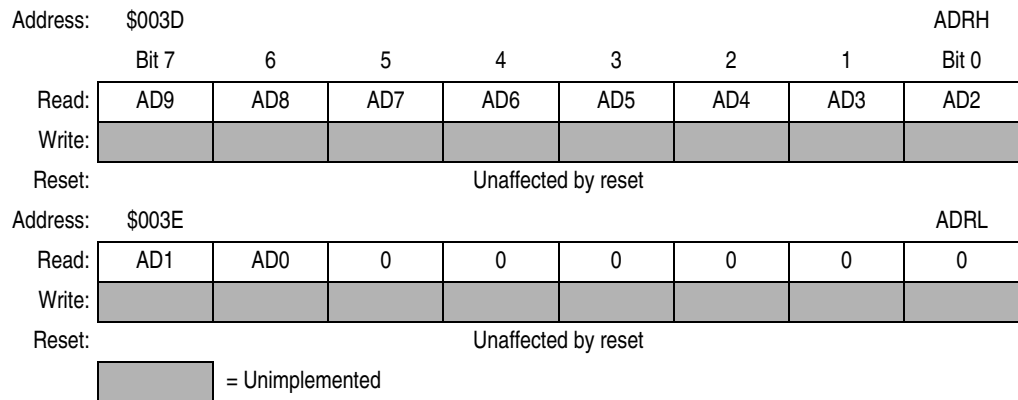 Address: $003D ADRH
Bit 7 6 5 4 3 2 1 Bit 0
Read: AD9 AD8 AD7 AD6 AD5 AD4 AD3 AD2
Write:
Reset: Unaffected by reset
Address: $003E ADRL
Read: AD1 AD0 0 0 0 0 0 0
Write:
Reset: Unaffected by reset
= Unimplemented